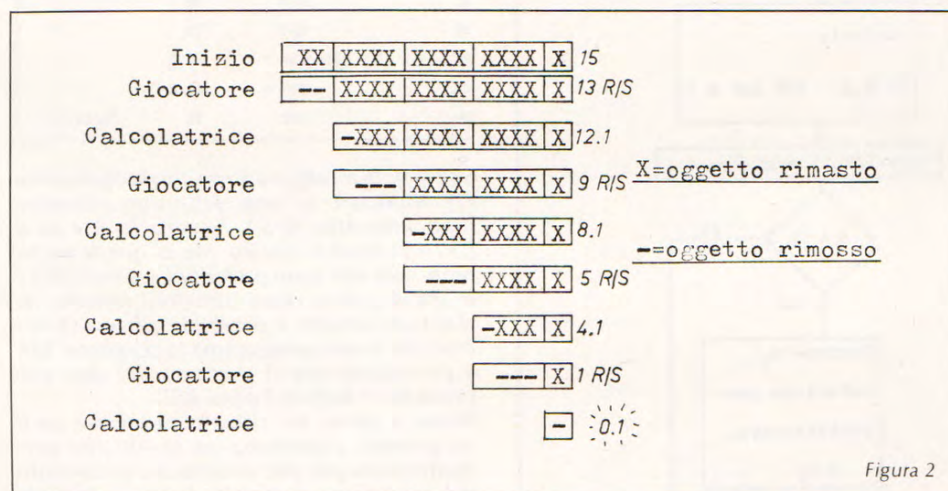 Inizio XX XXXX XXXX XXXX X 15
Giocatore -- XXXX XXXX XXXX X 13 R/S
Calcolatrice -XXX XXXX XXXX X 12.1
Giocatore --- XXXX XXXX X 9 R/S
X=oggetto rimasto
Calcolatrice -XXX XXXX X 8.1
-=oggetto rimosso
Giocatore --- XXXX X 5 R/S
Calcolatrice -XXX X 4.1
Giocatore --- X 1 R/S
Calcolatrice - 0.1
Figura 2